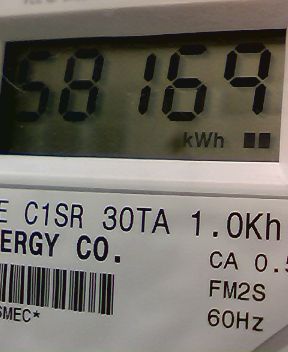 58169
kWh
E C1SR 30TA 1.0Kh
ERGY CO.
CA 0.5
FM2S
60Hz
SMEC*